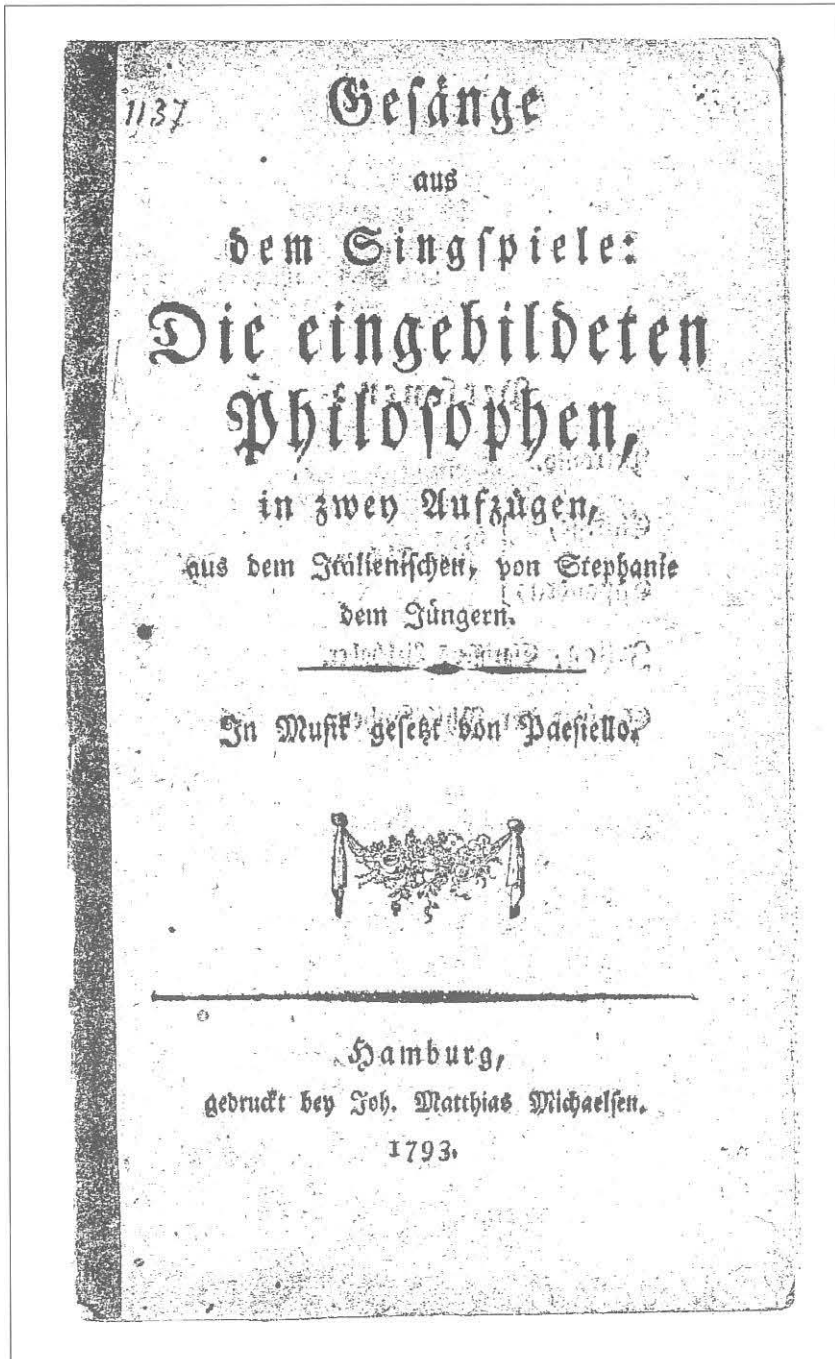 1137
Gesänge
aus
dem Singspiele:
Die eingebildeten
Philosophen,
in zwey Aufzügen,
aus dem Italienischen, von Stephanie
dem Jüngern.
In Musik gesetzt von Paesiello.
Hamburg,
gedruckt bey Joh. Matthias Michaelsen.
1793.